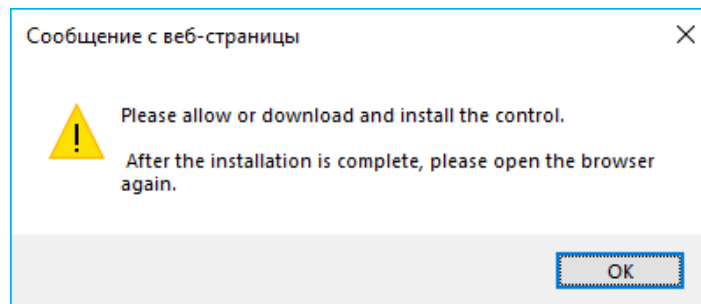 Сообщение с веб-страницы
Please allow or download and install the control.
After the installation is complete, please open the browser
again.
OK